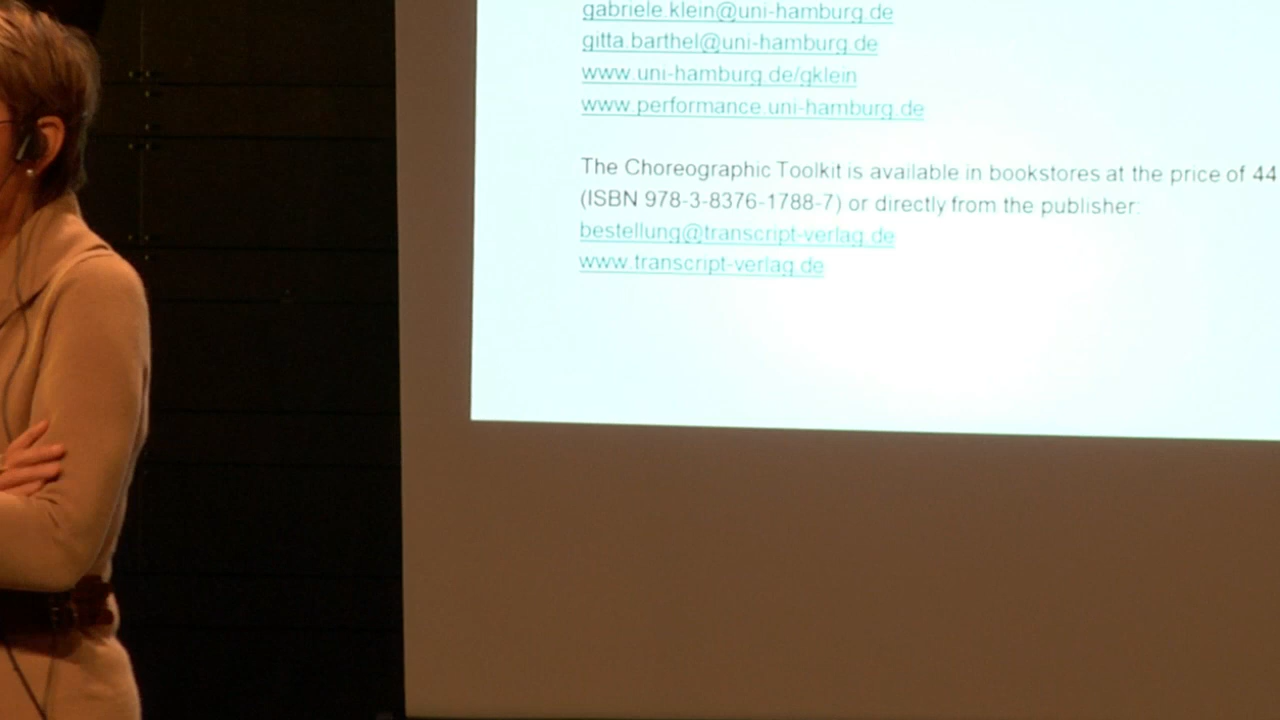 gabriele.klein@uni-hamburg.de
gitta.barthel@uni-hamburg.de
www.uni-hamburg.de/gklein
www.performance.uni-hamburg.de
The Choreographic Toolkit is available in bookstores at the price of 44
(ISBN 978-3-8376-1788-7) or directly from the publisher:
bestellung@transcript-verlag.de
www.transcript-verlag.de